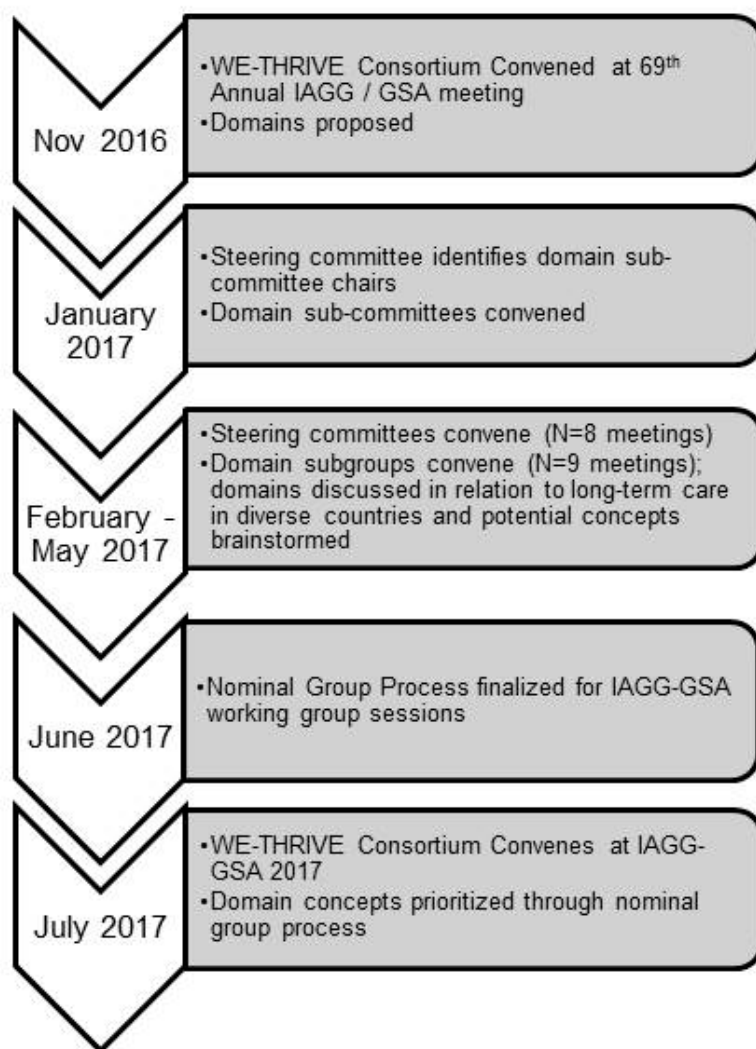 Nov 2016
•WE-THRIVE Consortium Convened at 69th
Annual IAGG / GSA meeting
•Domains proposed
January
2017
•Steering committee identifies domain sub-
committee chairs
•Domain sub-committees convened
February -
May 2017
•Steering committees convene (N=8 meetings)
•Domain subgroups convene (N=9 meetings);
domains discussed in relation to long-term care
in diverse countries and potential concepts
brainstormed
June 2017
•Nominal Group Process finalized for IAGG-GSA
working group sessions
July 2017
•WE-THRIVE Consortium Convenes at IAGG-
GSA 2017
•Domain concepts prioritized through nominal
group process